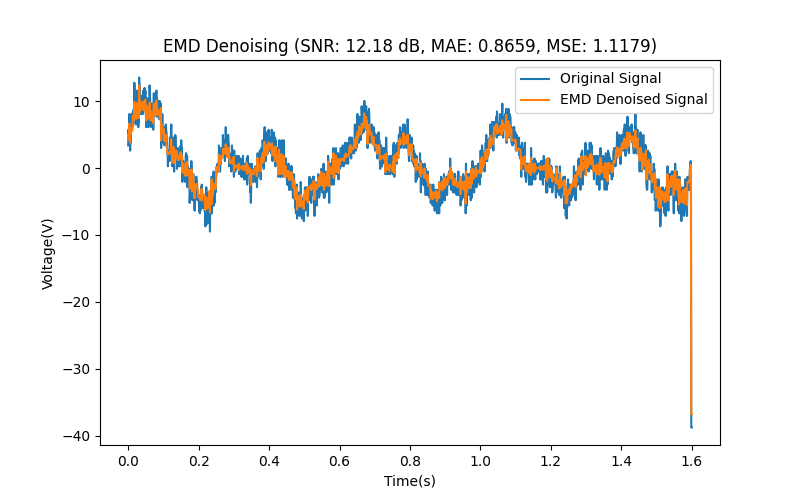 EMD Denoising (SNR: 12.18 dB, MAE: 0.8659, MSE: 1.1179)
Original Signal
EMD Denoised Signal
10
0
−10
−20
−30
−40
Voltage(V)
0.0 0.2 0.4 0.6 0.8 1.0 1.2 1.4 1.6
Time(s)